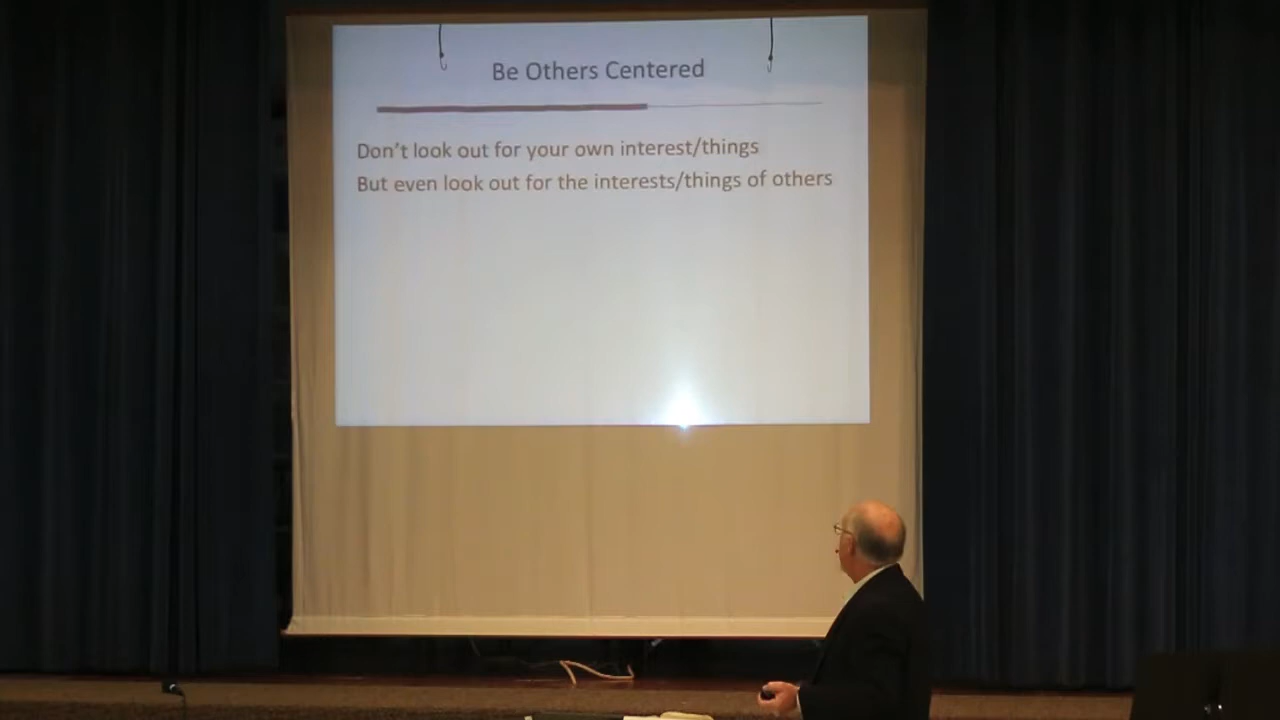 Be Others Centered
Don't look out for your own interest/things
But even look out for the interests/things of others